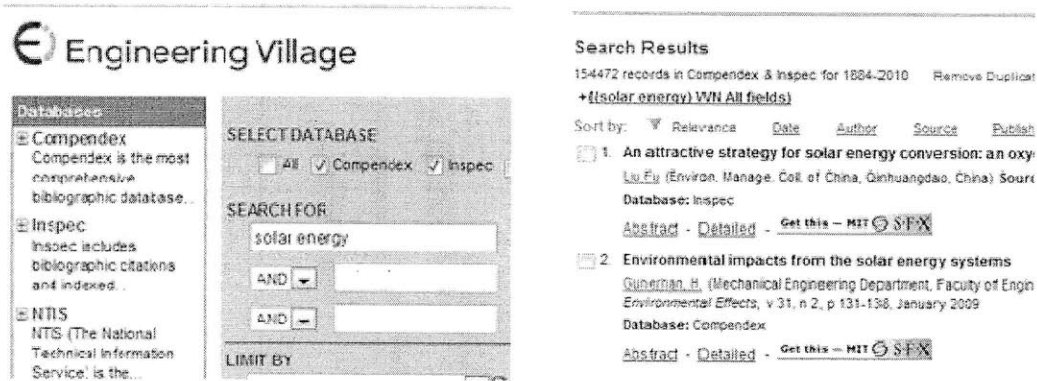 Engineering Village
Databases
Compendex
Compendex is the most
comprehensive
bibliographic database...
Inspec
Inspec includes
bibliographic citations
and indexed...
NTIS
NTIS (The National
Technical Information
Service) is the...
SELECT DATABASE
All Compendex Inspec
SEARCH FOR
solar energy
AND
AND
LIMIT BY
Search Results
154472 records in Compendex & Inspec for 1884-2010 Remove Duplicat
+((solar energy) WN All fields)
Sort by: Relevance Date Author Source Publish
1. An attractive strategy for solar energy conversion: an oxy
Liu, Fu (Environ. Manage. Coll. of China, Qinhuangdao, China) Sourc
Database: Inspec
Abstract - Detailed - Get this – MIT S·F·X
2. Environmental impacts from the solar energy systems
Gunerhan, H. (Mechanical Engineering Department, Faculty of Engin
Environmental Effects, v 31, n 2, p 131-138, January 2009
Database: Compendex
Abstract - Detailed - Get this – MIT S·F·X